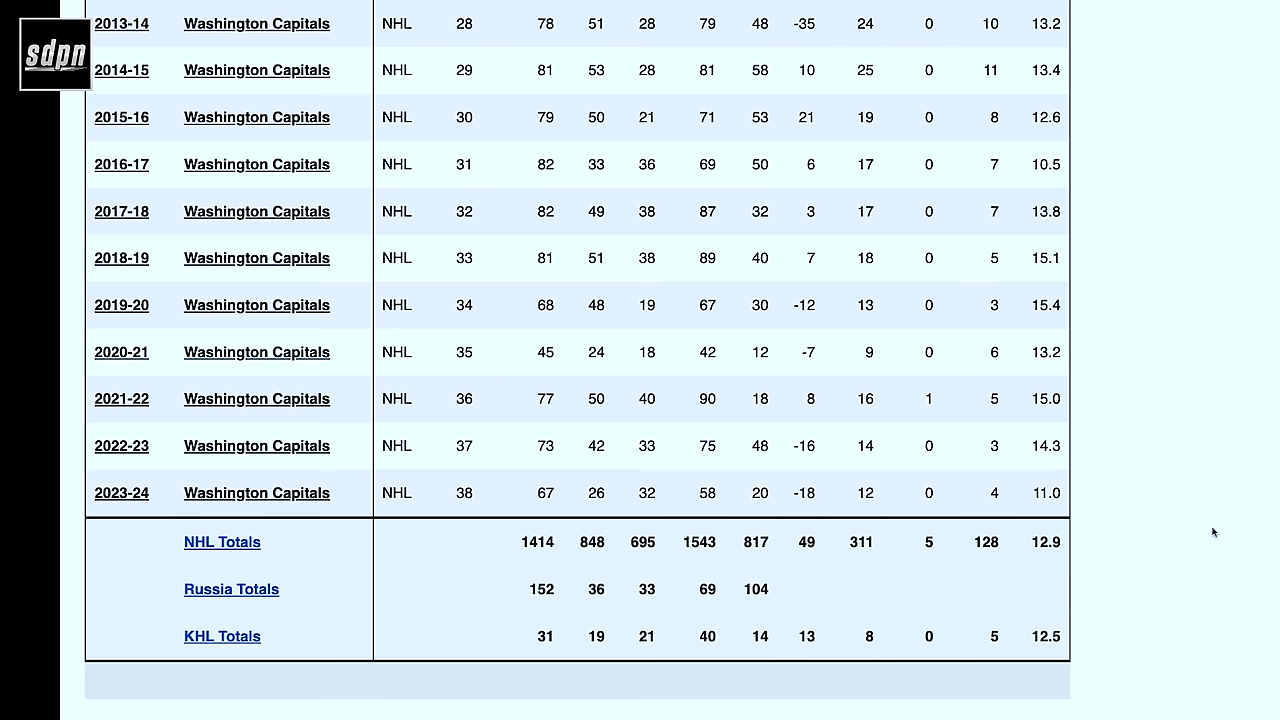 sdpn
2013-14 Washington Capitals NHL 28 78 51 28 79 48 -35 24 0 10 13.2
2014-15 Washington Capitals NHL 29 81 53 28 81 58 10 25 0 11 13.4
2015-16 Washington Capitals NHL 30 79 50 21 71 53 21 19 0 8 12.6
2016-17 Washington Capitals NHL 31 82 33 36 69 50 6 17 0 7 10.5
2017-18 Washington Capitals NHL 32 82 49 38 87 32 3 17 0 7 13.8
2018-19 Washington Capitals NHL 33 81 51 38 89 40 7 18 0 5 15.1
2019-20 Washington Capitals NHL 34 68 48 19 67 30 -12 13 0 3 15.4
2020-21 Washington Capitals NHL 35 45 24 18 42 12 -7 9 0 6 13.2
2021-22 Washington Capitals NHL 36 77 50 40 90 18 8 16 1 5 15.0
2022-23 Washington Capitals NHL 37 73 42 33 75 48 -16 14 0 3 14.3
2023-24 Washington Capitals NHL 38 67 26 32 58 20 -18 12 0 4 11.0
NHL Totals 1414 848 695 1543 817 49 311 5 128 12.9
Russia Totals 152 36 33 69 104
KHL Totals 31 19 21 40 14 13 8 0 5 12.5